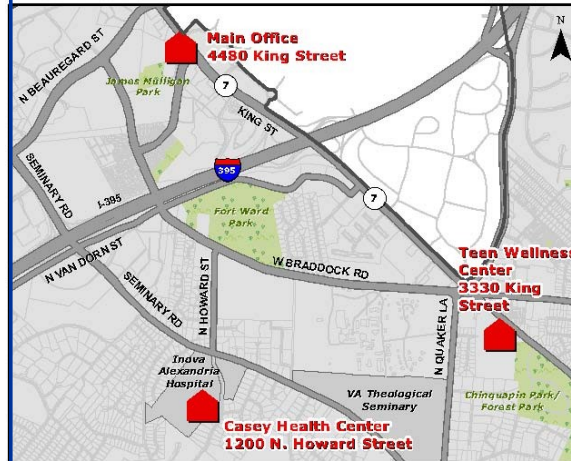 N
Main Office
4480 King Street
N BEAUREGARD ST
James Mulligan
Park
7
KING ST
SEMINARY RD
395
I-395
7
Fort Ward
Park
N VAN DORN ST
W BRADDOCK RD
Teen Wellness
Center
3330 King
Street
SEMINARY RD
N HOWARD ST
N QUAKER LA
Inova
Alexandria
Hospital
VA Theological
Seminary
Chinquapin Park/
Forest Park
Casey Health Center
1200 N. Howard Street